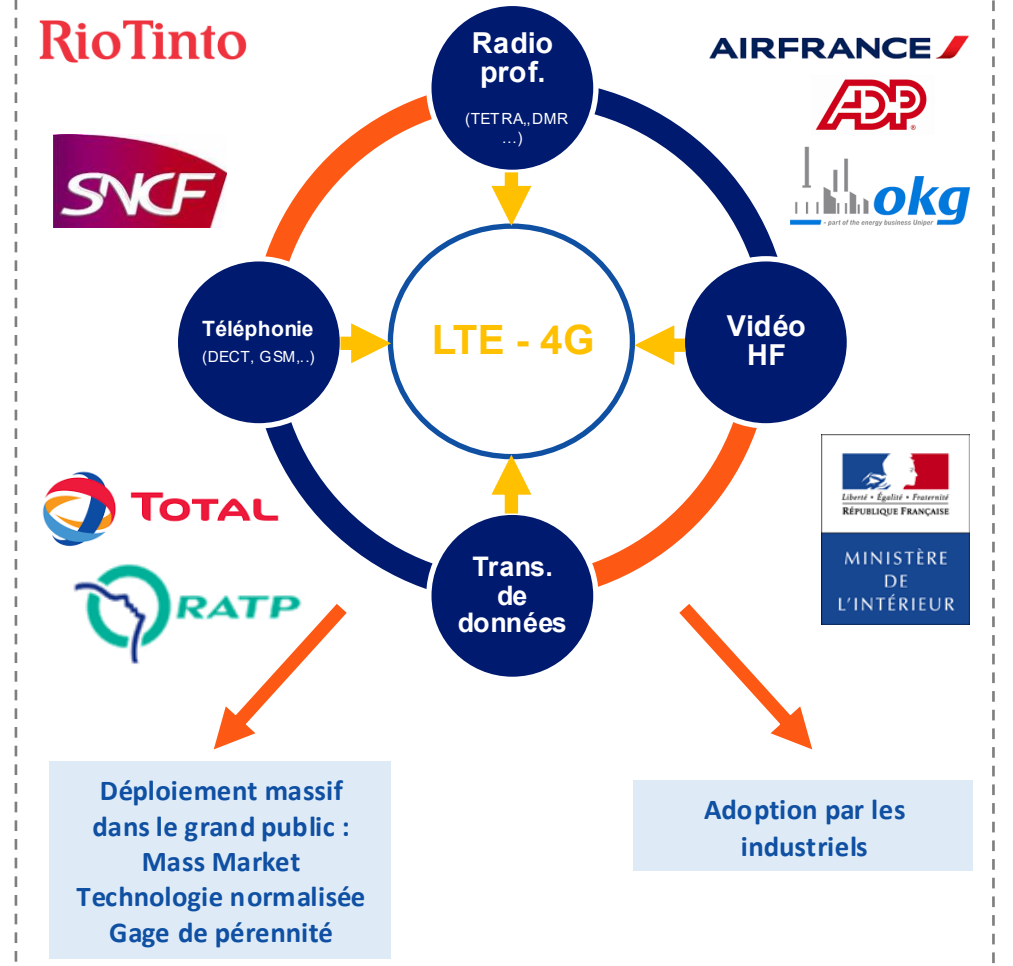 RioTinto
AIRFRANCE
ADP
SNCF
okg
- part of the energy business Uniper
Radio
prof.
(TETRA,,DMR
...)
Téléphonie
(DECT, GSM,..)
LTE - 4G
Vidéo
HF
Trans.
de
données
TOTAL
RATP
Liberté • Égalité • Fraternité
RÉPUBLIQUE FRANÇAISE
MINISTÈRE
DE
L'INTÉRIEUR
Déploiement massif
dans le grand public :
Mass Market
Technologie normalisée
Gage de pérennité
Adoption par les
industriels